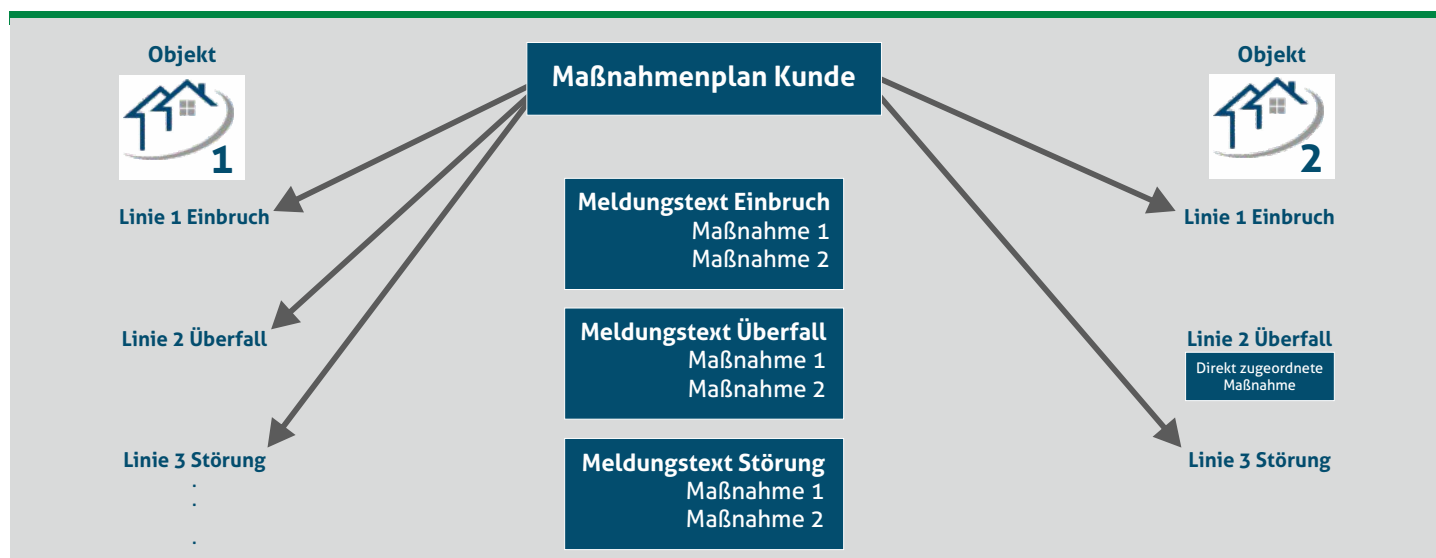 Objekt
1
Linie 1 Einbruch
Linie 2 Überfall
Linie 3 Störung
.
.
.
Maßnahmenplan Kunde
Meldungstext Einbruch
Maßnahme 1
Maßnahme 2
Meldungstext Überfall
Maßnahme 1
Maßnahme 2
Meldungstext Störung
Maßnahme 1
Maßnahme 2
Objekt
2
Linie 1 Einbruch
Linie 2 Überfall
Direkt zugeordnete
Maßnahme
Linie 3 Störung